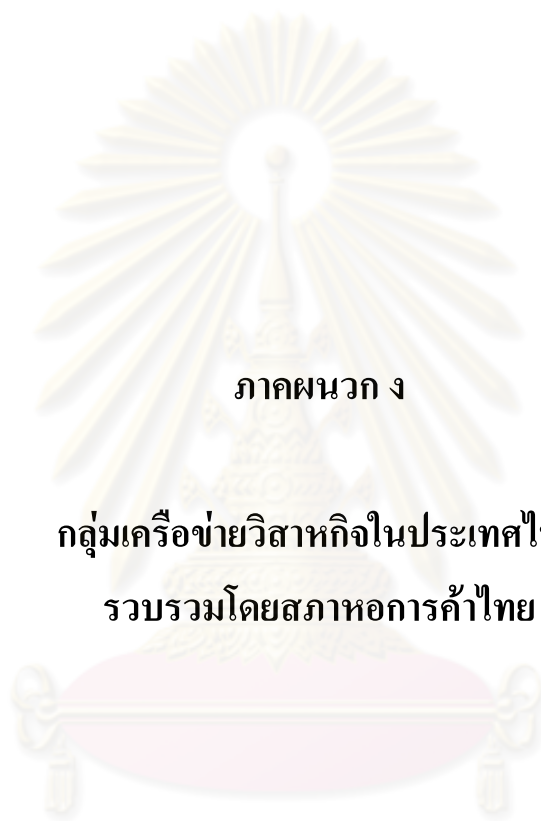 ภาคผนวก ง
กลุ่มเครือข่ายวิสาหกิจในประเทศไ
รวบรวมโดยสภาหอการค้าไทย